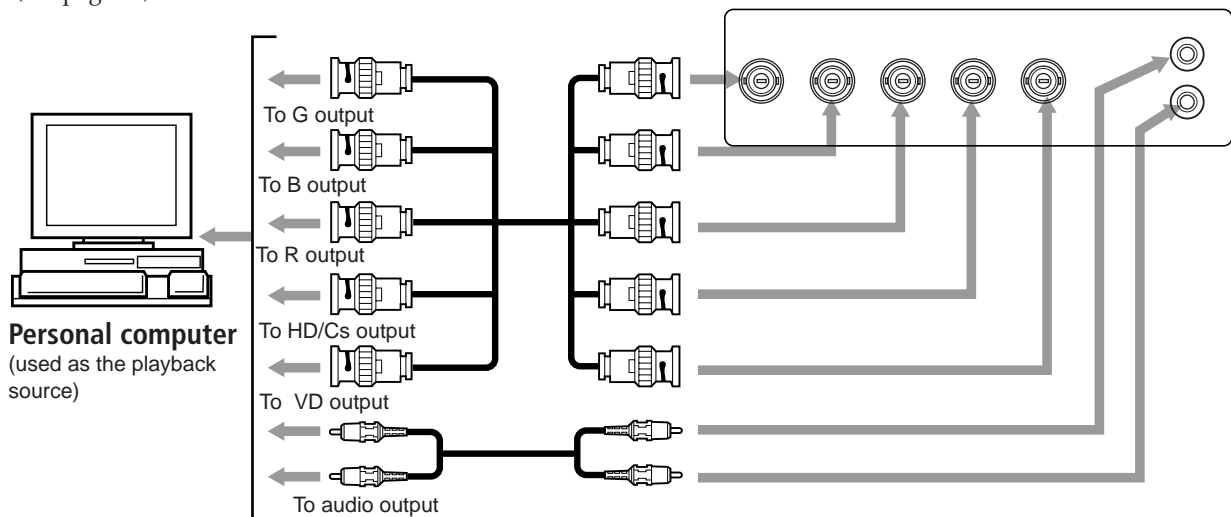 To G output
To B output
To R output
To HD/Cs output
To VD output
To audio output
Personal computer
(used as the playback
source)